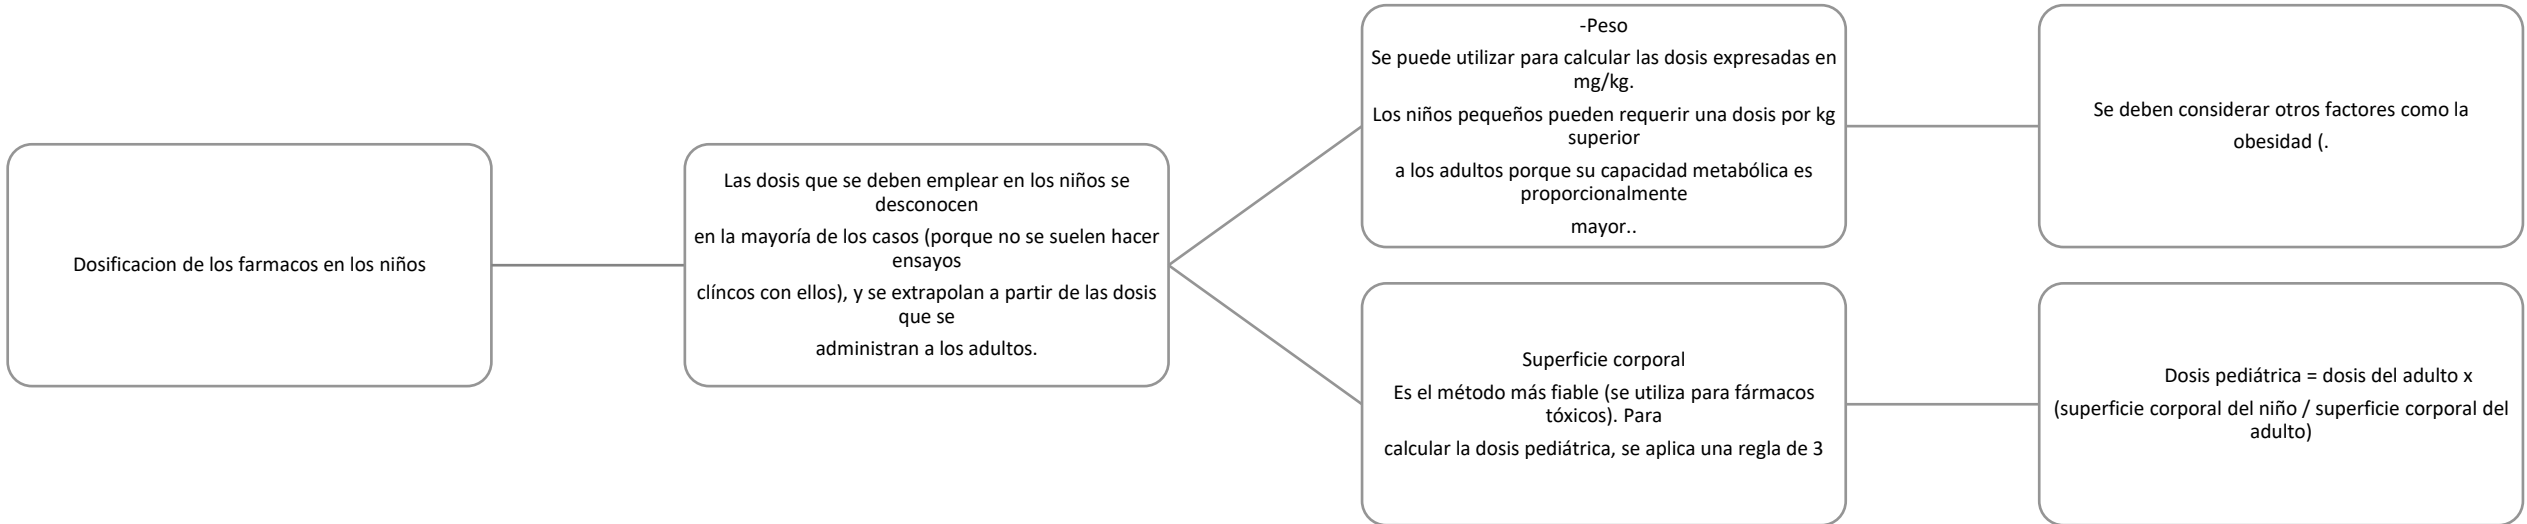 Dosificacion de los farmacos en los niños
Las dosis que se deben emplear en los niños se
desconocen
en la mayoría de los casos (porque no se suelen hacer
ensayos
clíncos con ellos), y se extrapolan a partir de las dosis
que se
administran a los adultos.
-Peso
Se puede utilizar para calcular las dosis expresadas en
mg/kg.
Los niños pequeños pueden requerir una dosis por kg
superior
a los adultos porque su capacidad metabólica es
proporcionalmente
mayor..
Se deben considerar otros factores como la
obesidad (.
Superficie corporal
Es el método más fiable (se utiliza para fármacos
tóxicos). Para
calcular la dosis pediátrica, se aplica una regla de 3
Dosis pediátrica = dosis del adulto x
(superficie corporal del niño / superficie corporal del
adulto)